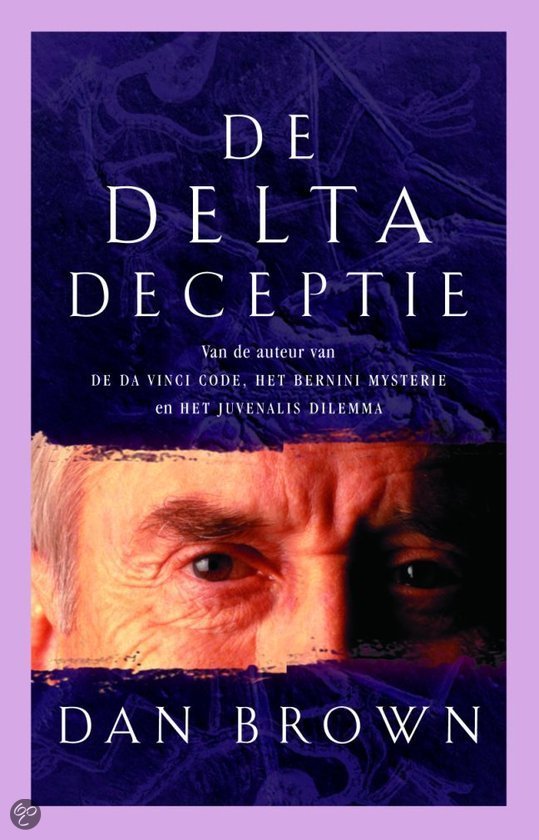 DE
DELTA
DECEPTIE
Van de auteur van
DE DA VINCI CODE, HET BERNINI MYSTERIE
en HET JUVENALIS DILEMMA
DAN BROWN